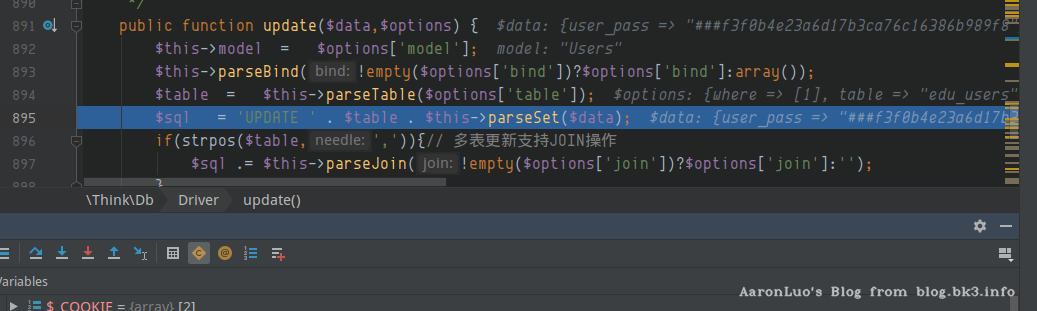 890 */
891 public function update($data,$options) { $data: {user_pass => "###f3f0b4e23a6d17b3ca76c16386b989f8"
892 $this->model = $options['model']; model: "Users"
893 $this->parseBind( bind: !empty($options['bind'])?$options['bind']:array());
894 $table = $this->parseTable($options['table']); $options: {where => [1], table => "edu_users"
895 $sql = 'UPDATE ' . $table . $this->parseSet($data); $data: {user_pass => "###f3f0b4e23a6d17b3
896 if(strpos($table, needle: ',')){// 多表更新支持JOIN操作
897 $sql .= $this->parseJoin( join: !empty($options['join'])?$options['join']:'');
898 }
\Think\Db Driver update()
Variables
$_COOKIE = {array} [2]
AaronLuo's Blog from blog.bk3.info